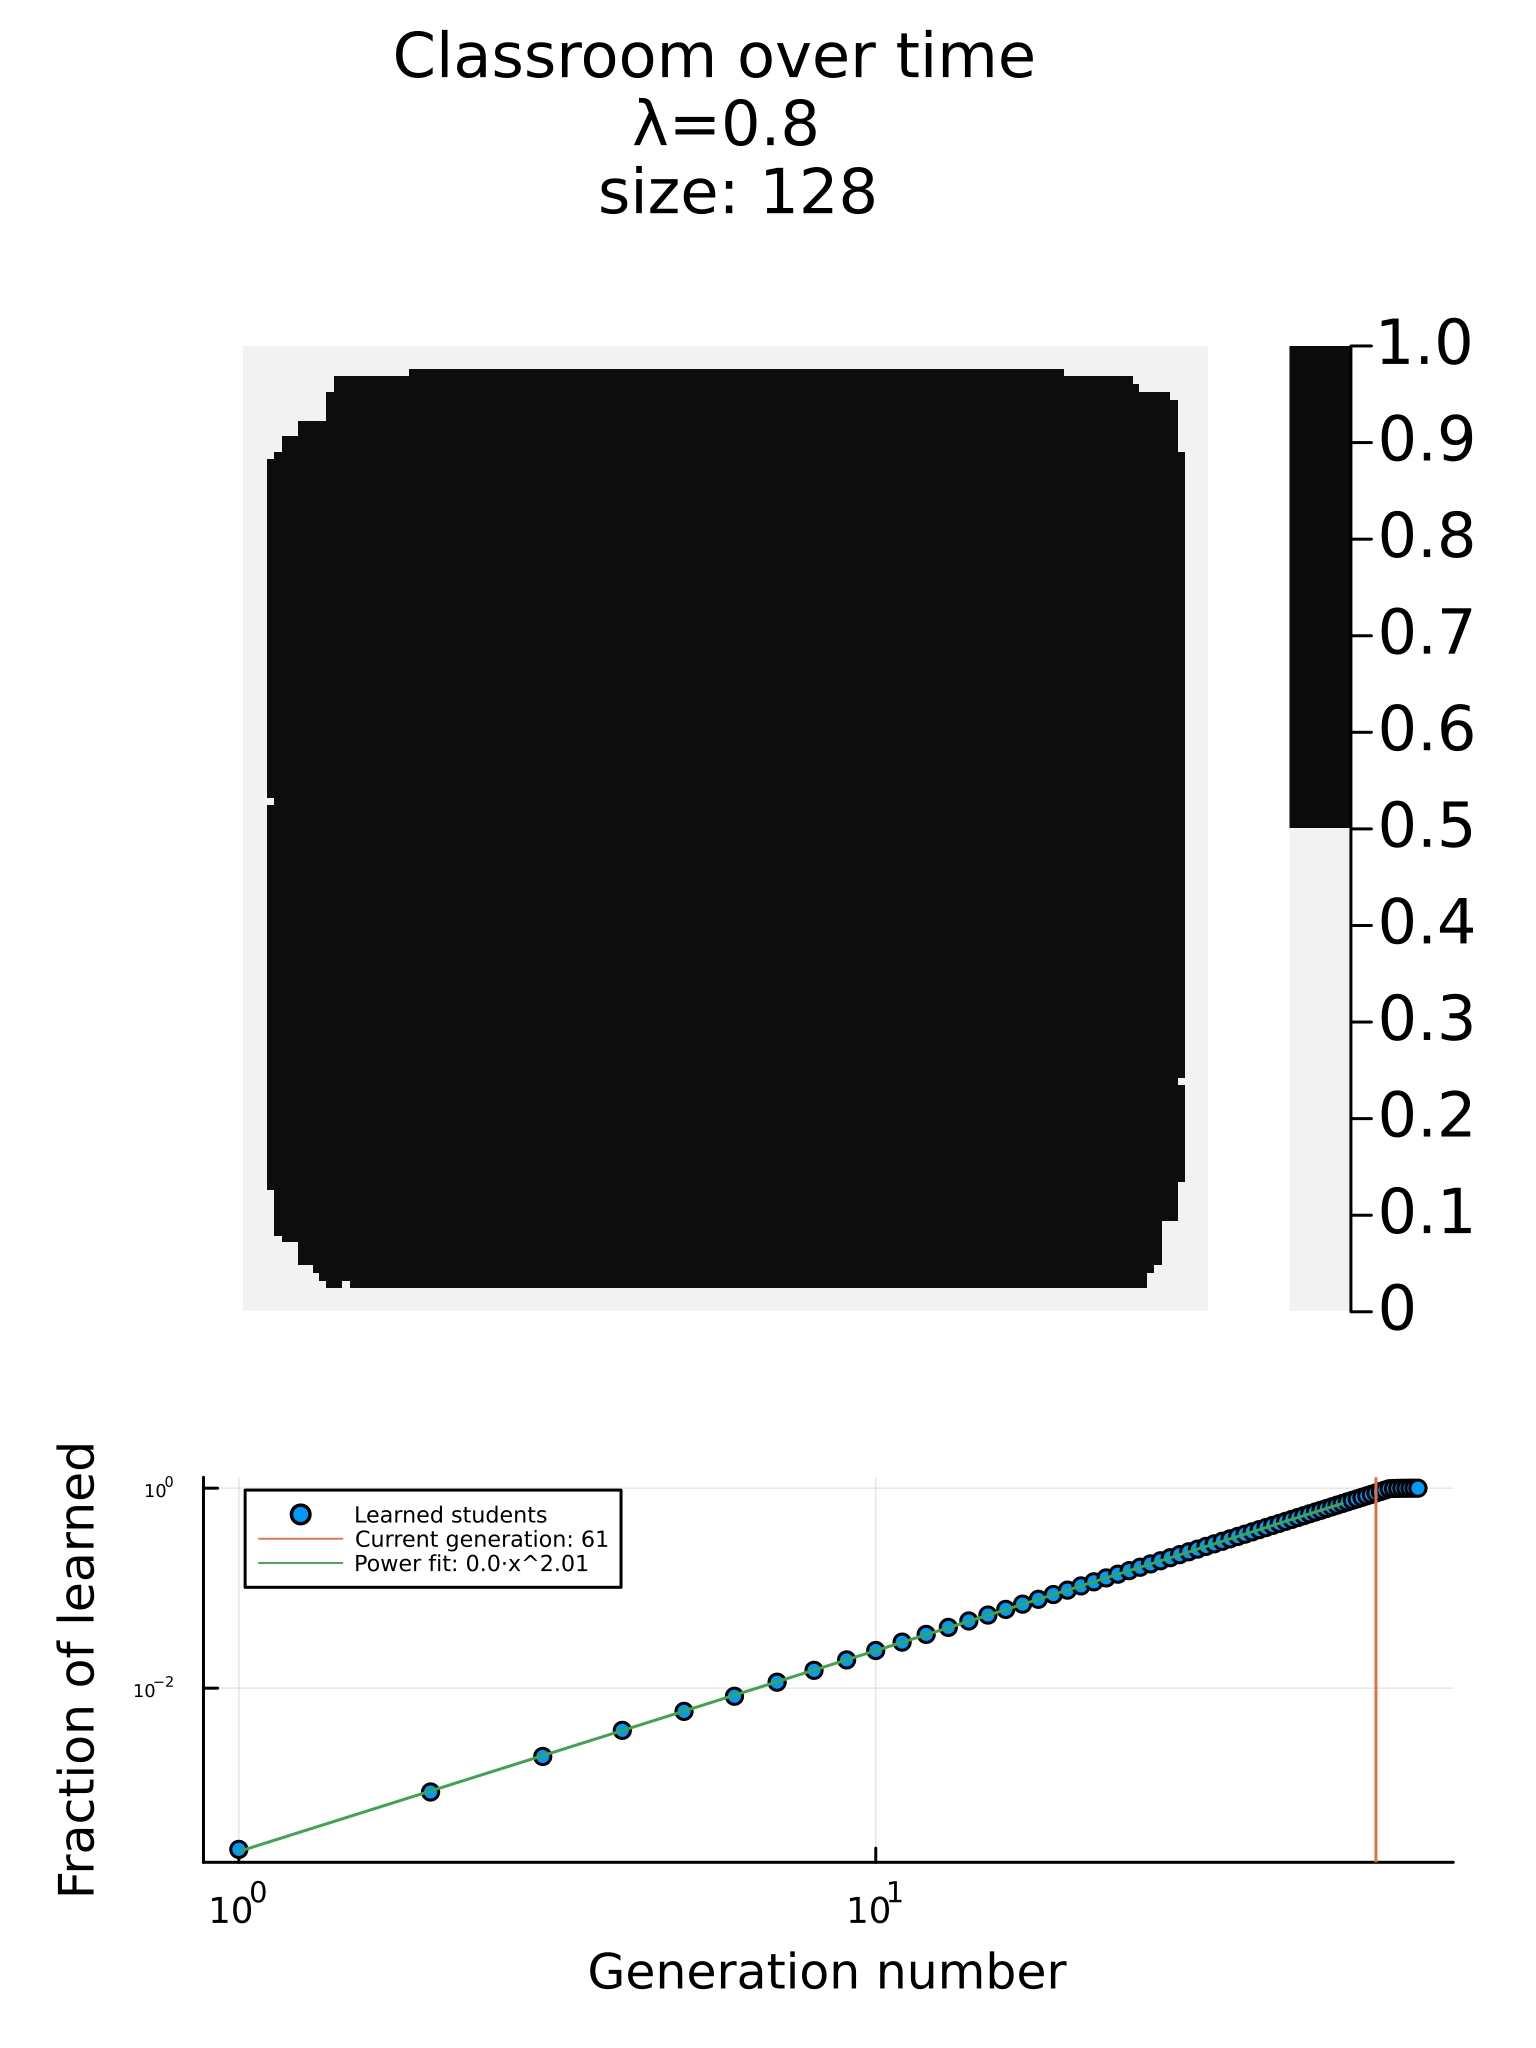 Classroom over time
λ=0.8
size: 128
1.0
0.9
0.8
0.7
0.6
0.5
0.4
0.3
0.2
0.1
0
Fraction of learned
10⁰
10⁻²
Learned students
Current generation: 61
Power fit: 0.0·x^2.01
10⁰
10¹
Generation number